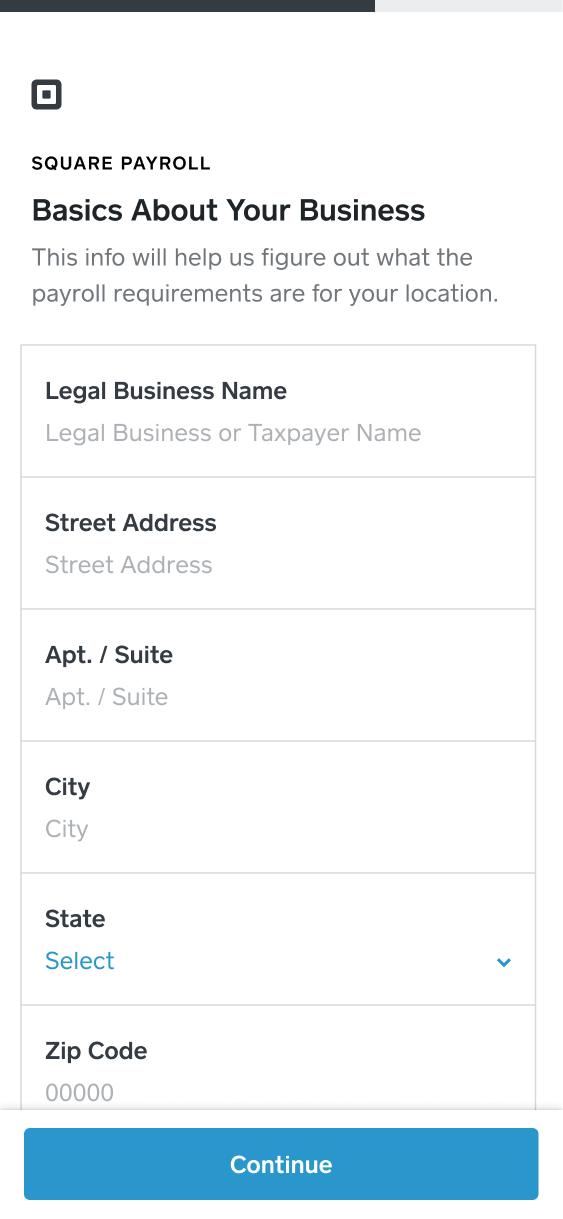 SQUARE PAYROLL
Basics About Your Business
This info will help us figure out what the
payroll requirements are for your location.
Legal Business Name
Legal Business or Taxpayer Name
Street Address
Street Address
Apt. / Suite
Apt. / Suite
City
City
State
Select
Zip Code
00000
Continue